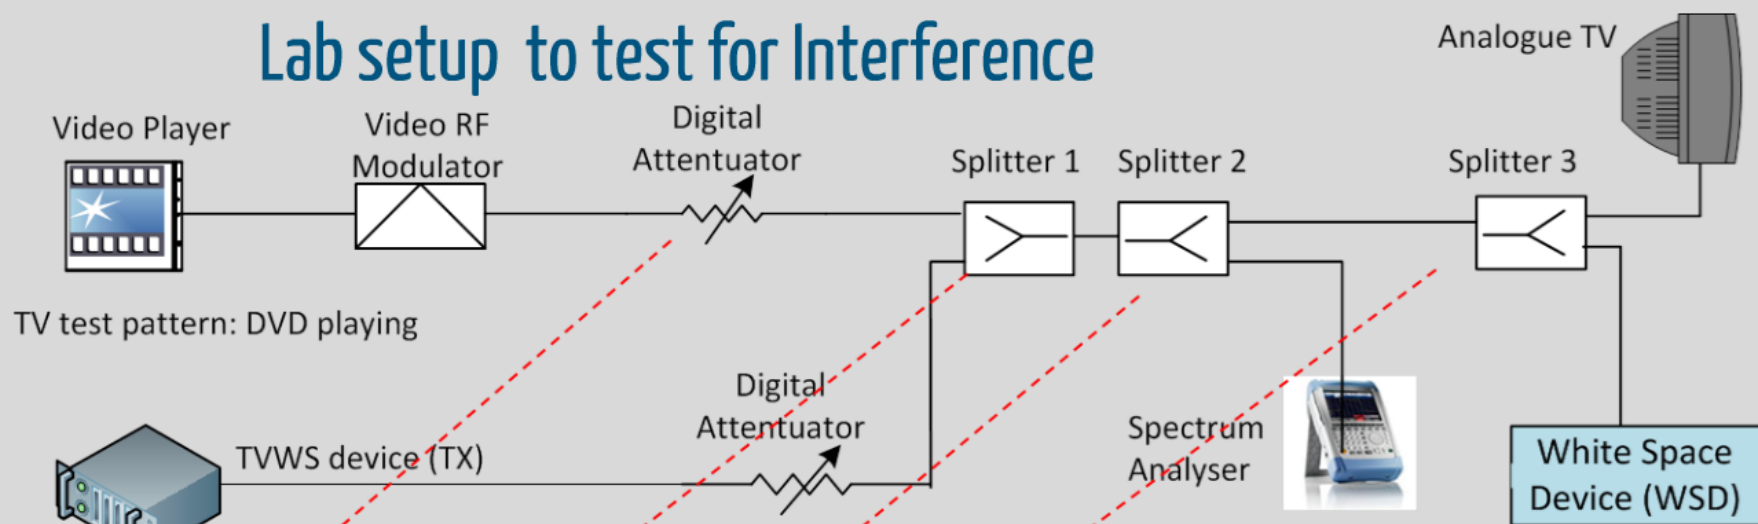 Lab setup to test for Interference
Analogue TV
Video Player
Video RF
Modulator
Digital
Attentuator
Splitter 1
Splitter 2
Splitter 3
TV test pattern: DVD playing
Digital
Attentuator
TVWS device (TX)
Spectrum
Analyser
White Space
Device (WSD)